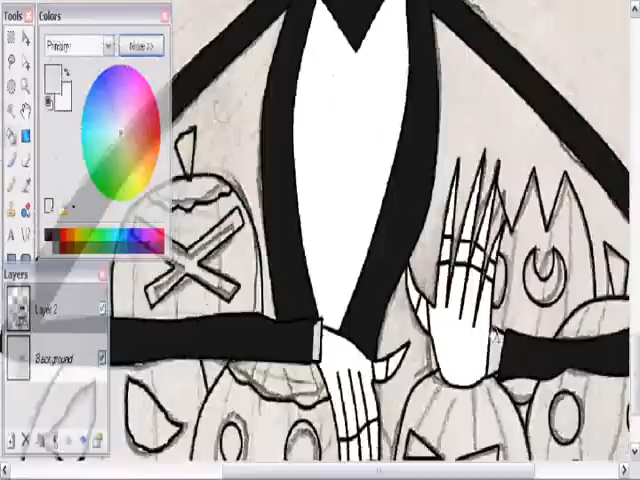 Tools
Colors
Primary
More >>
Layers
Layer 2
Background